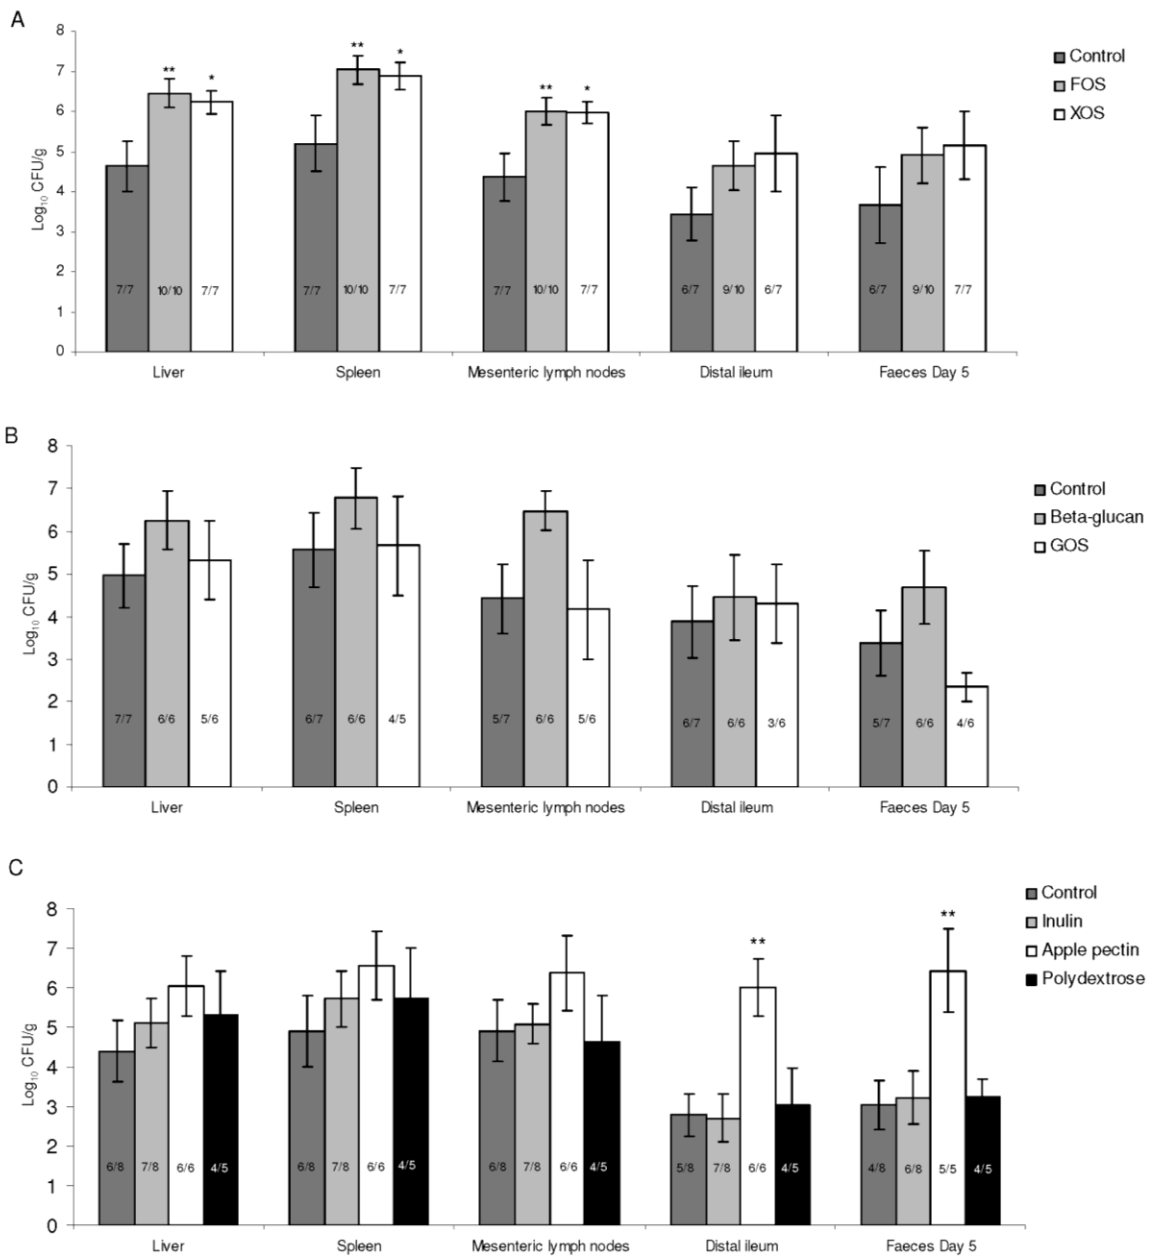 A
8
7
6
5
4
3
2
1
0
Log10 CFU/g
** *
** *
** *
7/7 10/10 7/7
7/7 10/10 7/7
7/7 10/10 7/7
6/7 9/10 6/7
6/7 9/10 7/7
Liver Spleen Mesenteric lymph nodes Distal ileum Faeces Day 5
Control
FOS
XOS
B
8
7
6
5
4
3
2
1
0
Log10 CFU/g
7/7 6/6 5/6
6/7 6/6 4/5
5/7 6/6 5/6
6/7 6/6 3/6
5/7 6/6 4/6
Liver Spleen Mesenteric lymph nodes Distal ileum Faeces Day 5
Control
Beta-glucan
GOS
C
8
7
6
5
4
3
2
1
0
Log10 CFU/g
**
**
6/8 7/8 6/6 4/5
6/8 7/8 6/6 4/5
6/8 7/8 6/6 4/5
5/8 7/8 6/6 4/5
4/8 6/8 5/5 4/5
Liver Spleen Mesenteric lymph nodes Distal ileum Faeces Day 5
Control
Inulin
Apple pectin
Polydextrose